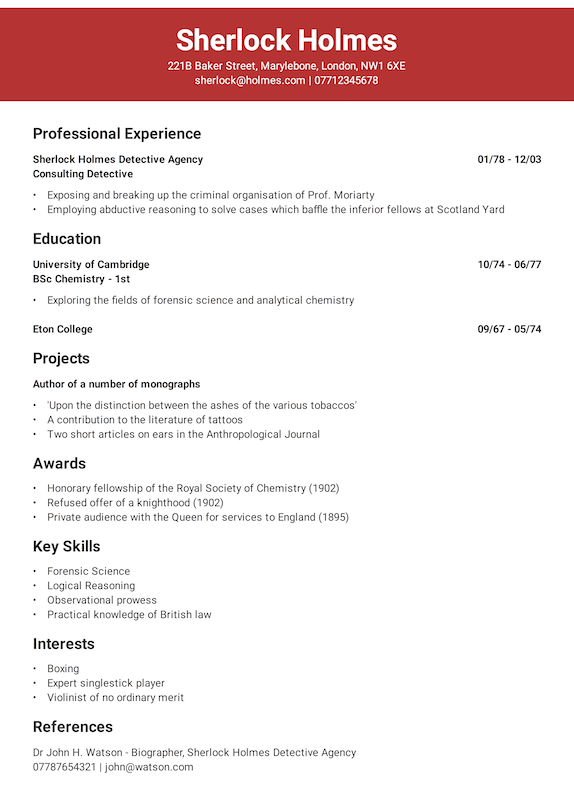 Sherlock Holmes
221B Baker Street, Marylebone, London, NW1 6XE
sherlock@holmes.com | 07712345678
Professional Experience
Sherlock Holmes Detective Agency 01/78 - 12/03
Consulting Detective
• Exposing and breaking up the criminal organisation of Prof. Moriarty
• Employing abductive reasoning to solve cases which baffle the inferior fellows at Scotland Yard
Education
University of Cambridge 10/74 - 06/77
BSc Chemistry - 1st
• Exploring the fields of forensic science and analytical chemistry
Eton College 09/67 - 05/74
Projects
Author of a number of monographs
• 'Upon the distinction between the ashes of the various tobaccos'
• A contribution to the literature of tattoos
• Two short articles on ears in the Anthropological Journal
Awards
• Honorary fellowship of the Royal Society of Chemistry (1902)
• Refused offer of a knighthood (1902)
• Private audience with the Queen for services to England (1895)
Key Skills
• Forensic Science
• Logical Reasoning
• Observational prowess
• Practical knowledge of British law
Interests
• Boxing
• Expert singlestick player
• Violinist of no ordinary merit
References
Dr John H. Watson - Biographer, Sherlock Holmes Detective Agency
07787654321 | john@watson.com